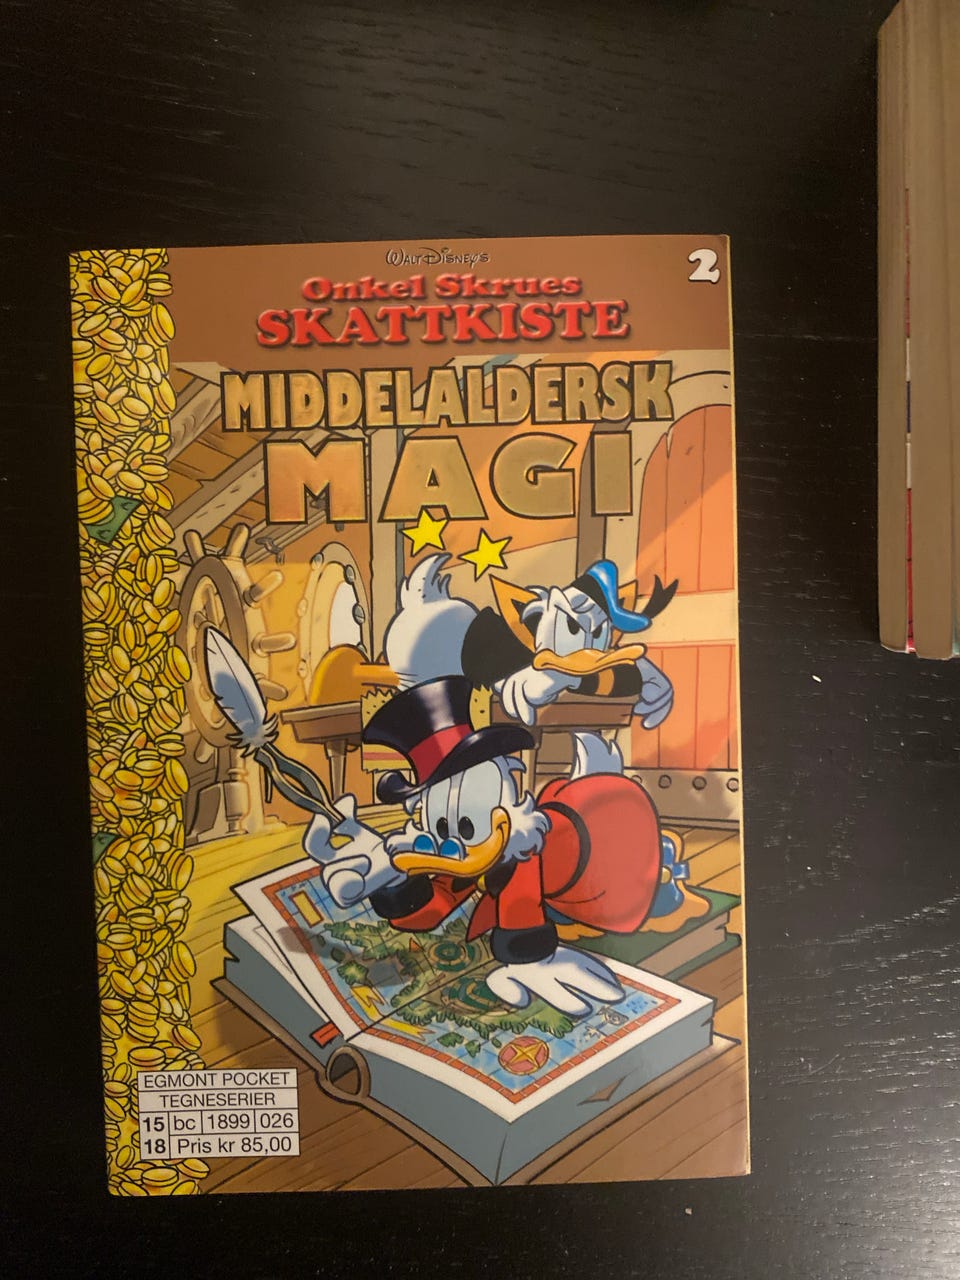 WALT DISNEY'S
2
Onkel Skrues
SKATTKISTE
MIDDELALDERSK
MAGI
EGMONT POCKET
TEGNESERIER
15 bc 1899 026
18 Pris kr 85,00